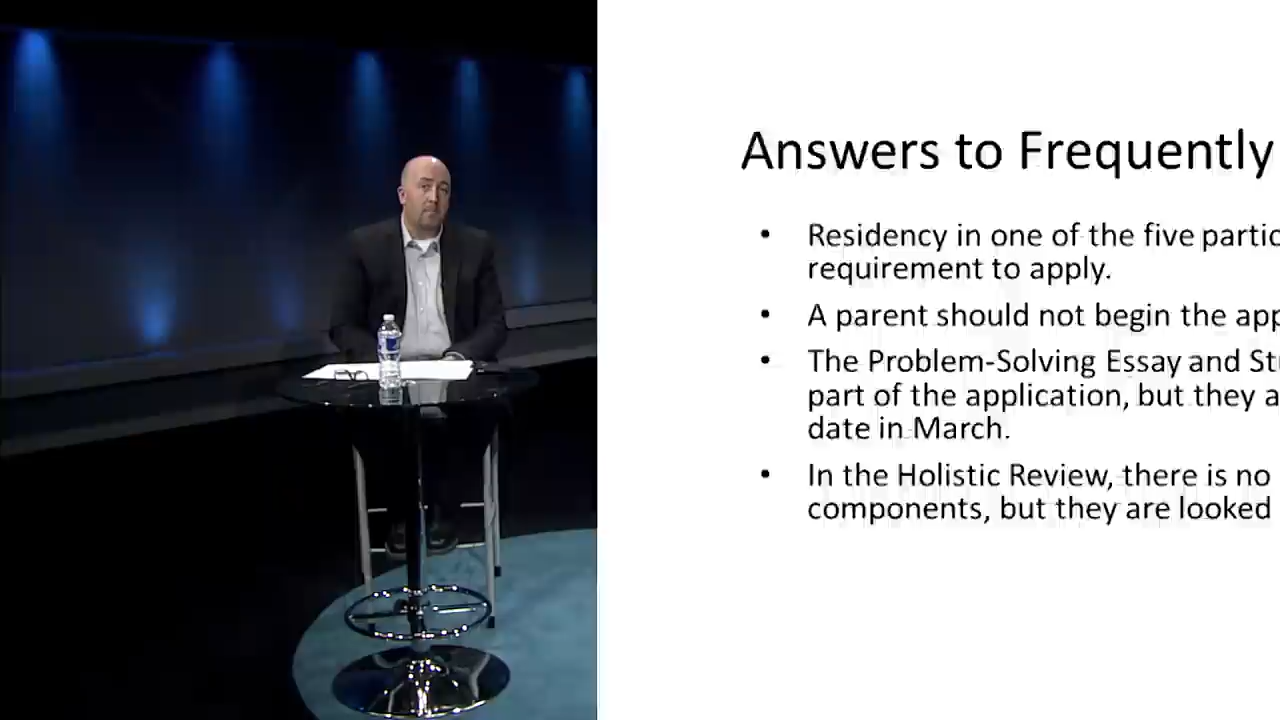 Answers to Frequently
• Residency in one of the five partic
requirement to apply.
• A parent should not begin the app
• The Problem-Solving Essay and Stu
part of the application, but they a
date in March.
• In the Holistic Review, there is no
components, but they are looked